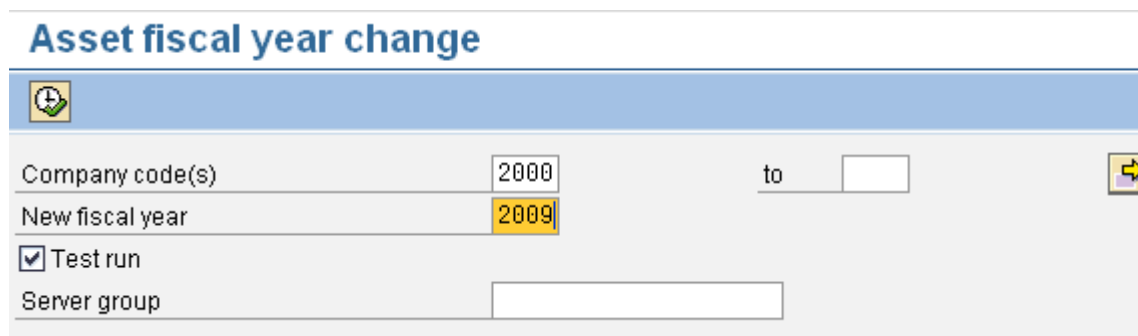 Asset fiscal year change
Company code(s) 2000 to
New fiscal year 2009
Test run
Server group